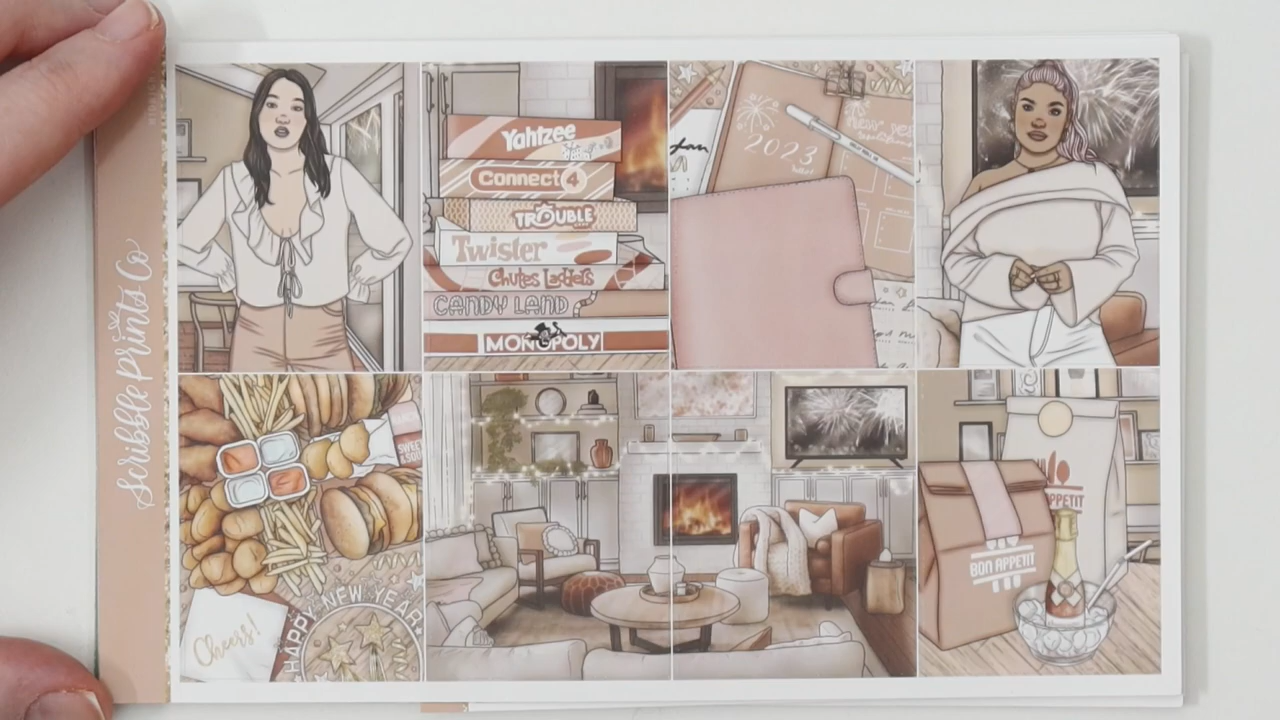 Scribble Prints Co
Yahtzee
Connect 4
TROUBLE
Twister
Chutes Ladders
CANDY LAND
MONOPOLY
2023
Cheers!
HAPPY NEW YEAR
BON APPETIT
APPETIT